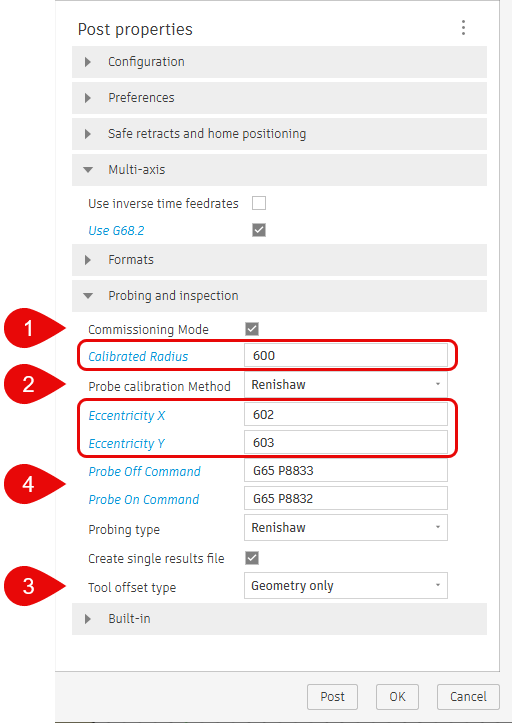 Post properties
Configuration
Preferences
Safe retracts and home positioning
Multi-axis
Use inverse time feedrates
Use G68.2
Formats
Probing and inspection
1 Commissioning Mode
Calibrated Radius 600
2 Probe calibration Method Renishaw
Eccentricity X 602
Eccentricity Y 603
4 Probe Off Command G65 P8833
Probe On Command G65 P8832
Probing type Renishaw
Create single results file
3 Tool offset type Geometry only
Built-in
Post OK Cancel